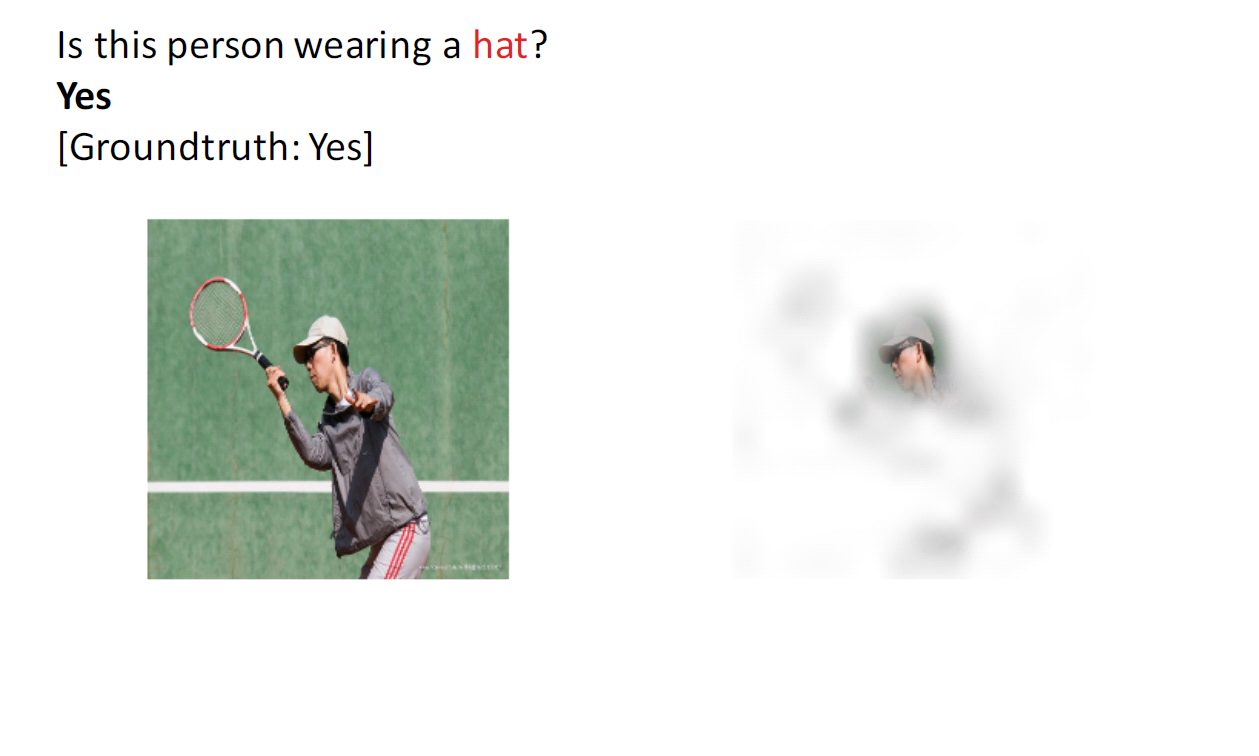 Is this person wearing a hat?
Yes
[Groundtruth: Yes]